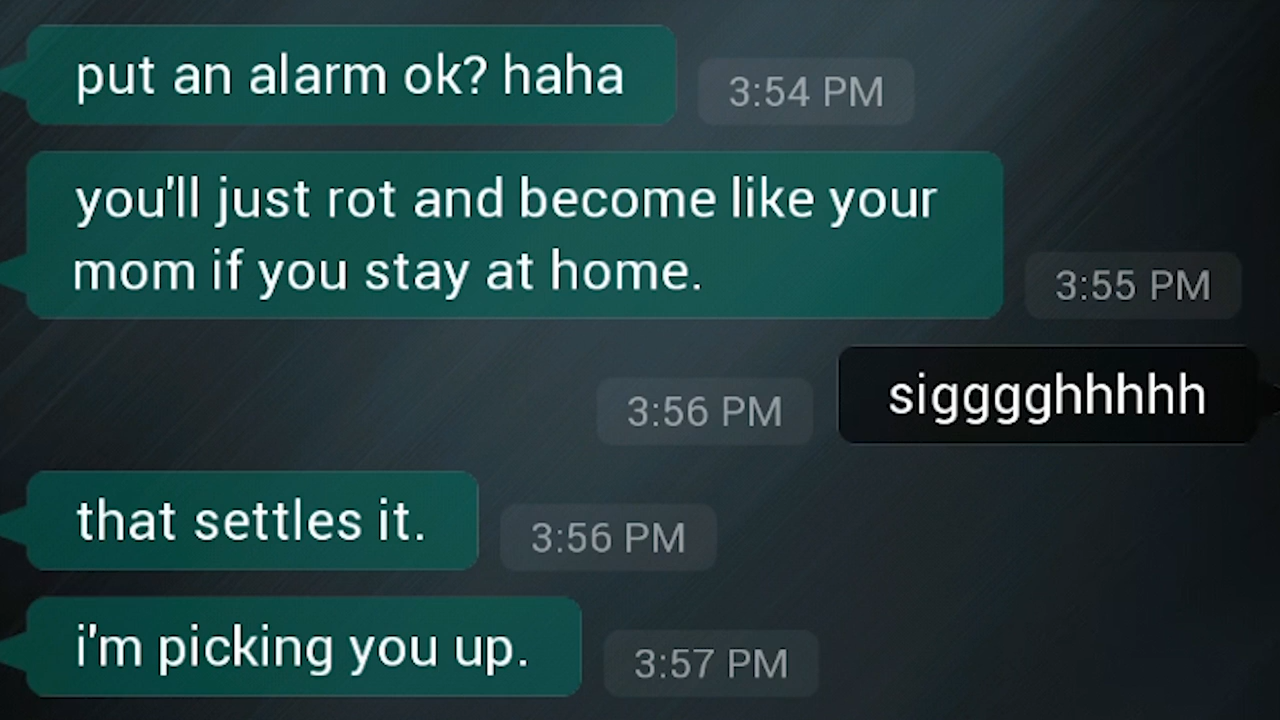 put an alarm ok? haha
3:54 PM
you'll just rot and become like your
mom if you stay at home.
3:55 PM
3:56 PM
sigggghhhhh
that settles it.
3:56 PM
i'm picking you up.
3:57 PM